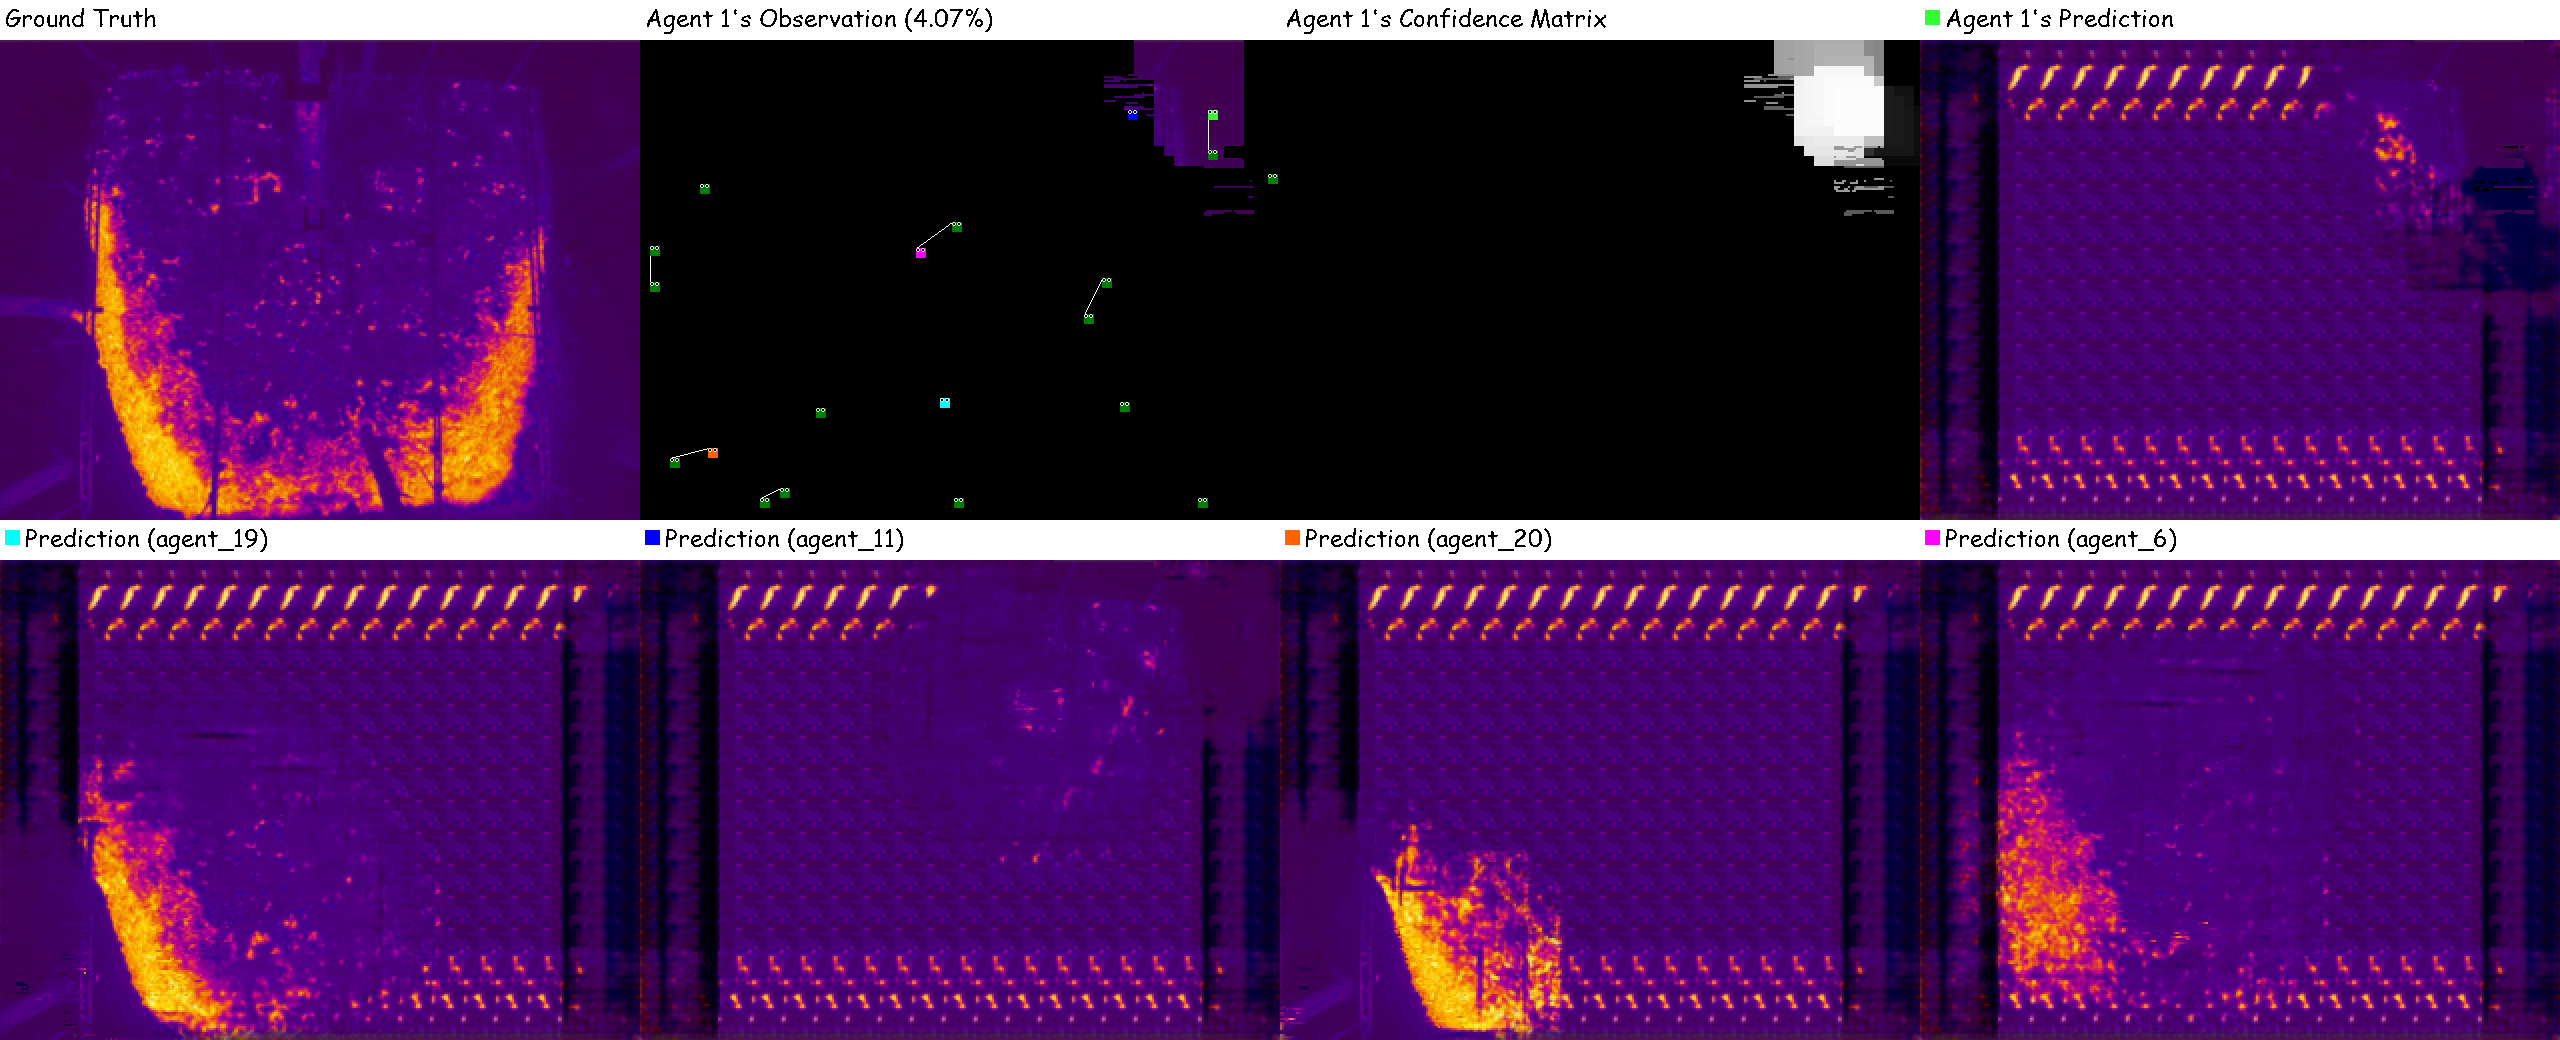 Ground Truth
Agent 1's Observation (4.07%)
Agent 1's Confidence Matrix
Agent 1's Prediction
Prediction (agent_19)
Prediction (agent_11)
Prediction (agent_20)
Prediction (agent_6)